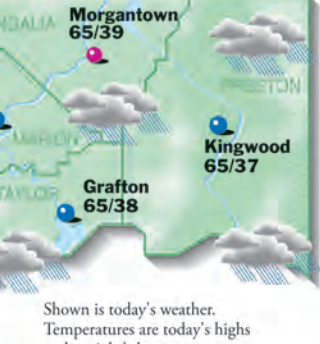 Morgantown
65/39
PRESTON
MARION
Kingwood
65/37
TAYLOR
Grafton
65/38
Shown is today's weather.
Temperatures are today's highs